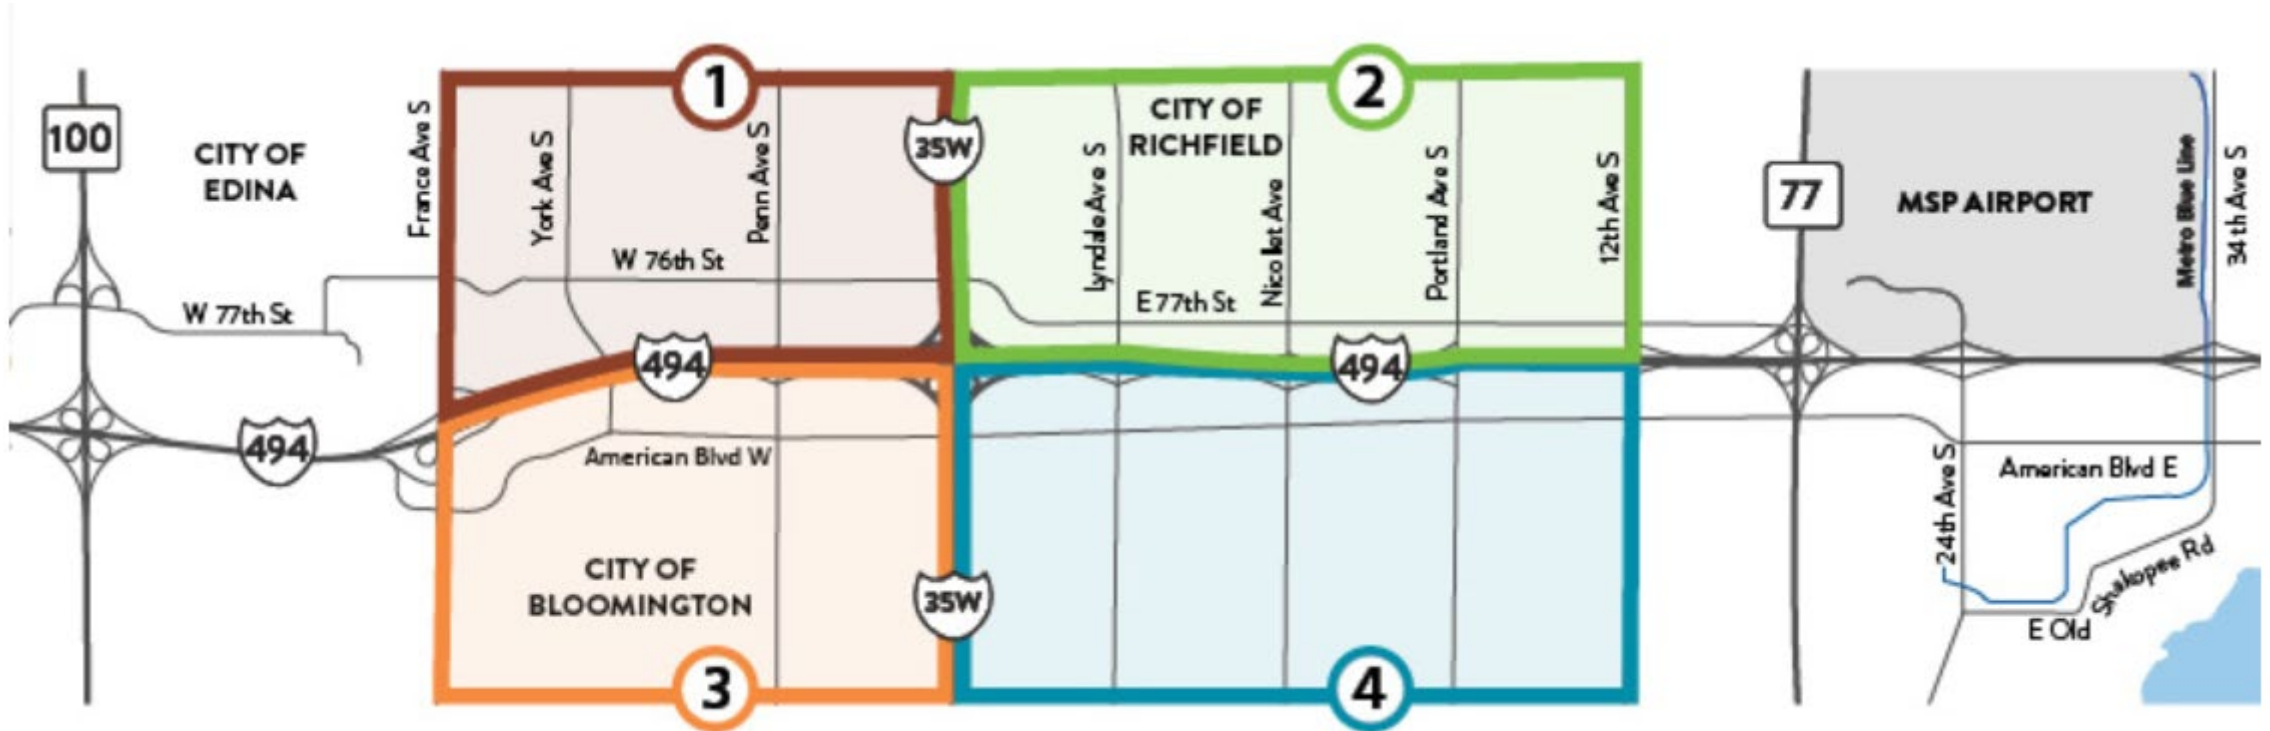 1
2
100
CITY OF
EDINA
France Ave S
York Ave S
Penn Ave S
35W
Lyndale Ave S
CITY OF
RICHFIELD
Nicollet Ave
Portland Ave S
12th Ave S
77
MSP AIRPORT
Metro Blue Line
34th Ave S
W 76th St
W 77th St
E 77th St
494
494
494
American Blvd W
American Blvd E
24th Ave S
CITY OF
BLOOMINGTON
35W
E Old Shakopee Rd
3
4